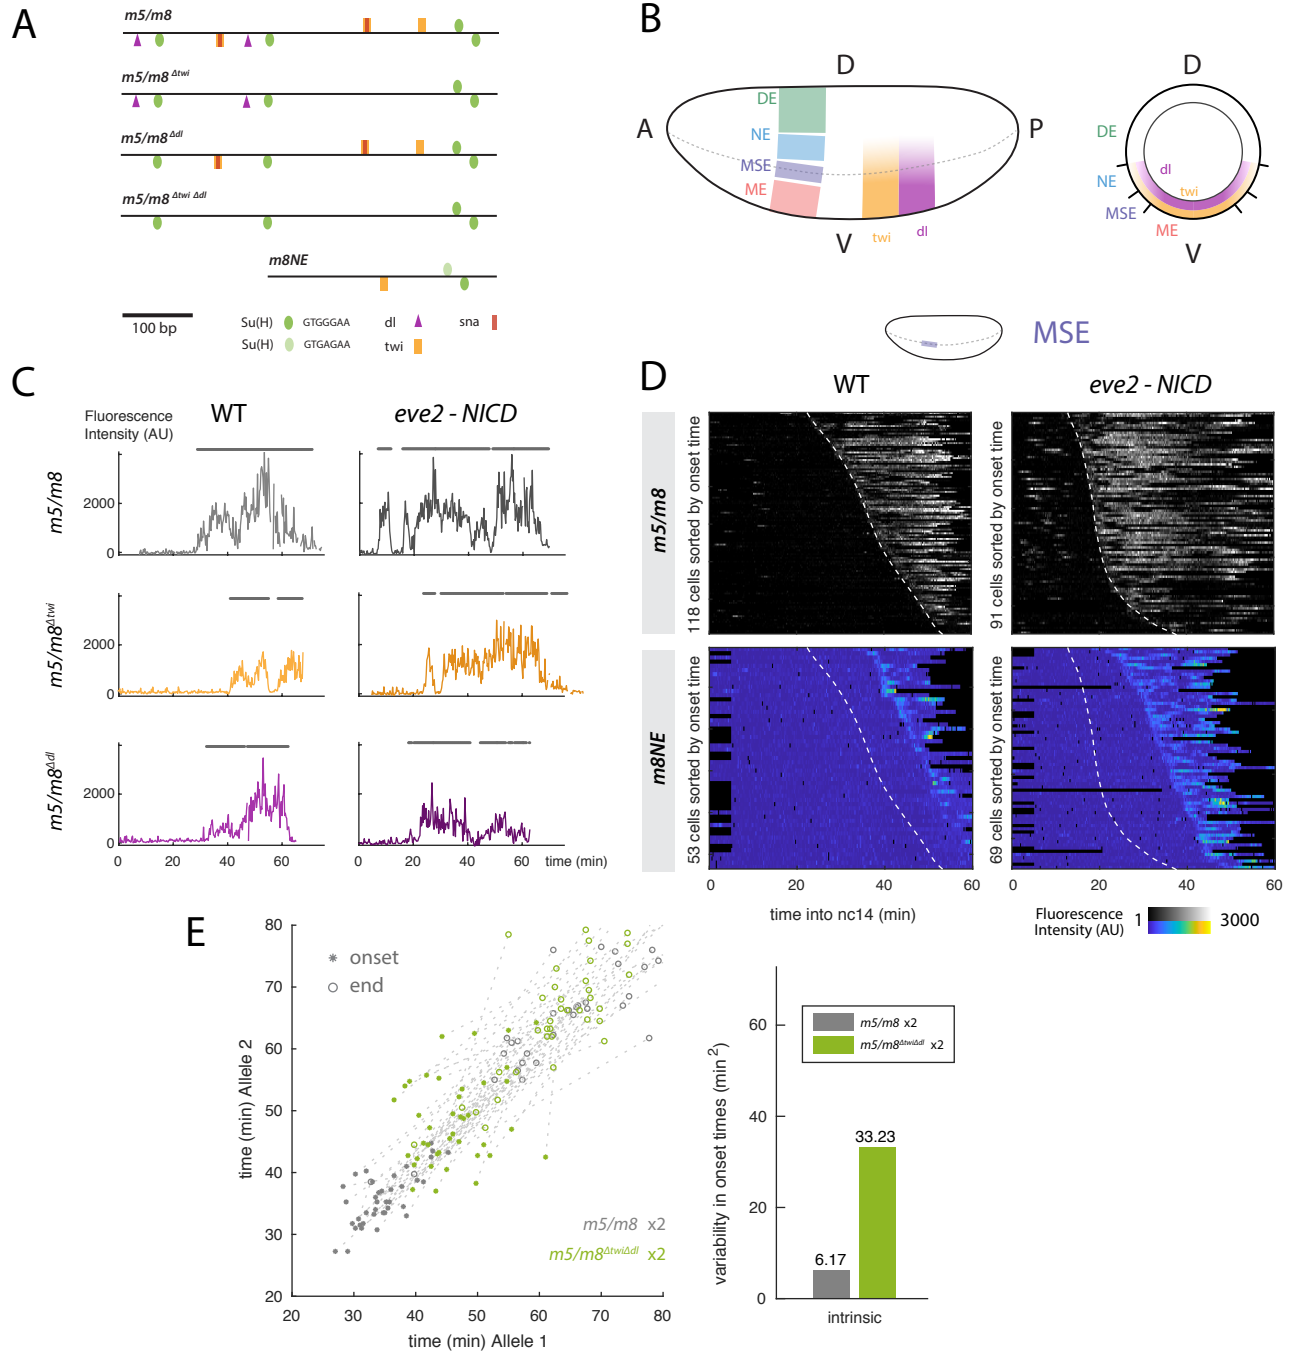 A
m5/m8
m5/m8 Δtwi
m5/m8 Δdl
m5/m8 Δtwi Δdl
m8NE
100 bp
Su(H) GTGGGAA dl sna
Su(H) GTGAGAA twi
B
D
DE
NE
MSE
ME
A
P
V
twi
dl
D
DE
NE
MSE
ME
dl
twi
V
MSE
C
Fluorescence
Intensity (AU)
WT
eve2 - NICD
m5/m8
2000
0
m5/m8Δtwi
2000
0
m5/m8Δdl
2000
0
0 20 40 60
0 20 40 60 time (min)
D
WT
eve2 - NICD
m5/m8
118 cells sorted by onset time
91 cells sorted by onset time
m8NE
53 cells sorted by onset time
69 cells sorted by onset time
0 20 40 60
0 20 40 60
time into nc14 (min)
Fluorescence
Intensity (AU)
1
3000
E
onset
end
80
70
60
50
40
30
20
time (min) Allele 2
20 30 40 50 60 70 80
time (min) Allele 1
m5/m8 x2
m5/m8ΔtwiΔdl x2
variability in onset times (min2)
60
40
20
0
m5/m8 x2
m5/m8ΔtwiΔdl x2
33.23
6.17
intrinsic